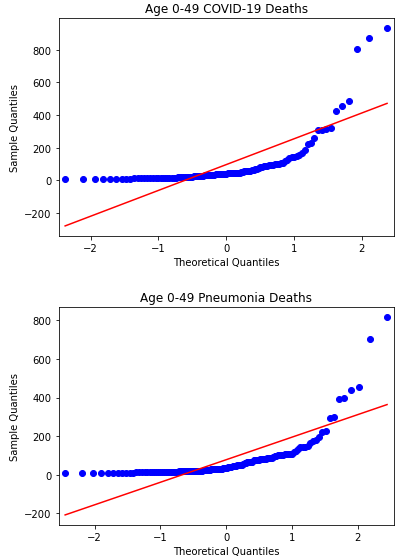 Age 0-49 COVID-19 Deaths
800
600
400
200
0
−200
Sample Quantiles
−2 −1 0 1 2
Theoretical Quantiles
Age 0-49 Pneumonia Deaths
800
600
400
200
0
−200
Sample Quantiles
−2 −1 0 1 2
Theoretical Quantiles